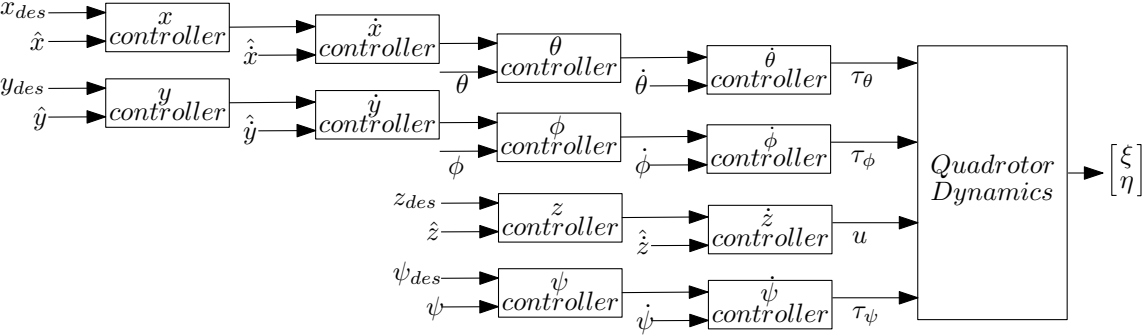 x_des
x̂
x
controller
ẋ
controller
ẋ̂
θ
controller
θ
θ̇
controller
θ̇
τ_θ
y_des
ŷ
y
controller
ẏ
controller
ẏ̂
ϕ
controller
ϕ
ϕ̇
controller
ϕ̇
τ_ϕ
z_des
ẑ
z
controller
ż
controller
ż̂
u
ψ_des
ψ
ψ
controller
ψ̇
controller
ψ̇
τ_ψ
Quadrotor
Dynamics
[ξ
η]